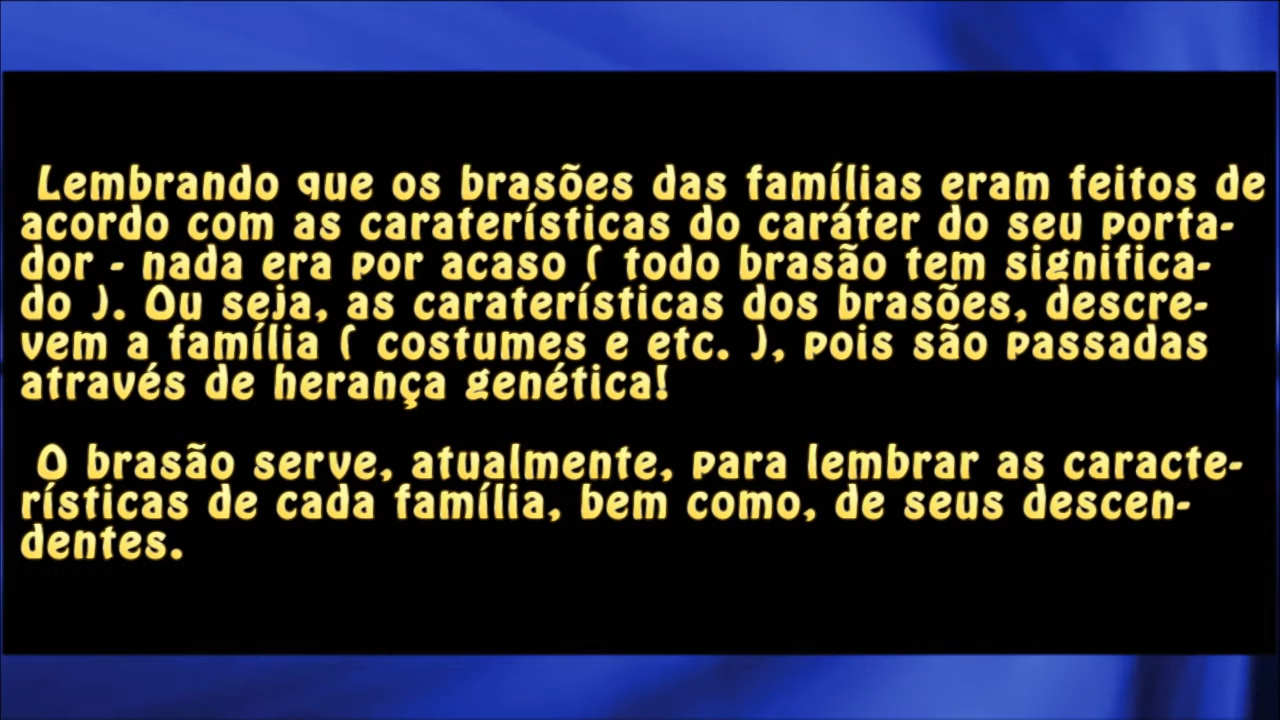 Lembrando que os brasões das famílias eram feitos de
acordo com as caraterísticas do caráter do seu porta-
dor - nada era por acaso ( todo brasão tem significa-
do ). Ou seja, as caraterísticas dos brasões, descre-
vem a família ( costumes e etc. ), pois são passadas
através de herança genética!
O brasão serve, atualmente, para lembrar as caracte-
rísticas de cada família, bem como, de seus descen-
dentes.